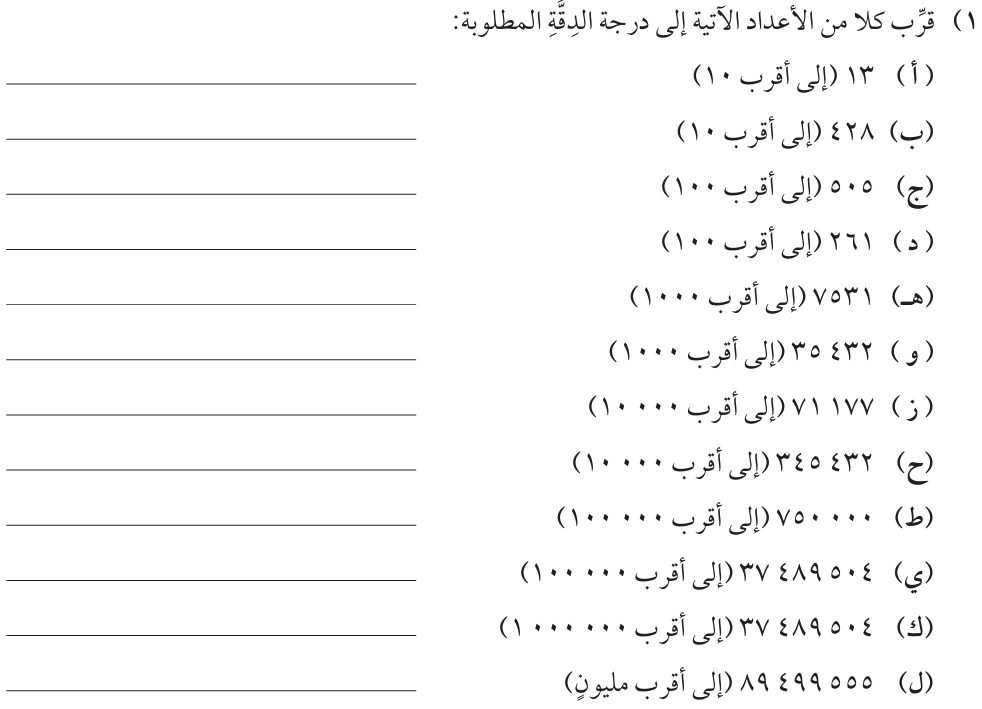 ١) قرِّب كلا من الأعداد الآتية إلى درجة الدِقَّةِ المطلوبة:
(أ) ١٣ (إلى أقرب ١٠)
(ب) ٤٢٨ (إلى أقرب ١٠)
(ج) ٥٠٥ (إلى أقرب ١٠٠)
(د) ٢٦١ (إلى أقرب ١٠٠)
(هـ) ٧٥٣١ (إلى أقرب ١٠٠٠)
(و) ٣٥ ٤٣٢ (إلى أقرب ١٠٠٠)
(ز) ٧١ ١٧٧ (إلى أقرب ١٠ ٠٠٠)
(ح) ٣٤٥ ٤٣٢ (إلى أقرب ١٠ ٠٠٠)
(ط) ٧٥٠ ٠٠٠ (إلى أقرب ١٠٠ ٠٠٠)
(ي) ٣٧ ٤٨٩ ٥٠٤ (إلى أقرب ١٠٠ ٠٠٠)
(ك) ٣٧ ٤٨٩ ٥٠٤ (إلى أقرب ١ ٠٠٠ ٠٠٠)
(ل) ٨٩ ٤٩٩ ٥٥٥ (إلى أقرب مليونٍ)